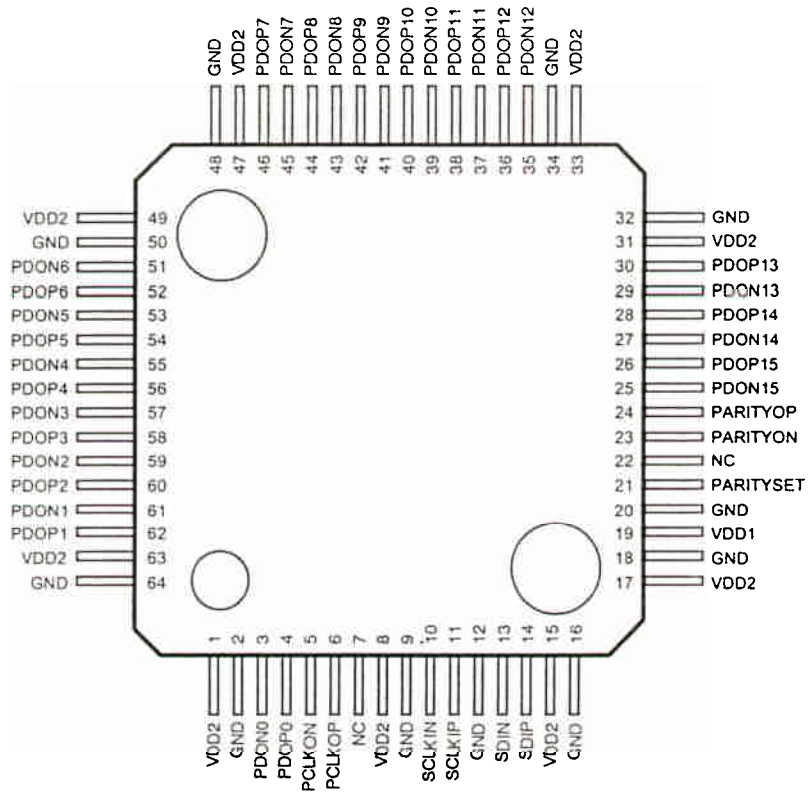 GND VDD2 PDOP7 PDON7 PDOP8 PDON8 PDOP9 PDON9 PDOP10 PDON10 PDOP11 PDON11 PDOP12 PDON12 GND VDD2
48 47 46 45 44 43 42 41 40 39 38 37 36 35 34 33
VDD2 49 32 GND
GND 50 31 VDD2
PDON6 51 30 PDOP13
PDOP6 52 29 PDON13
PDON5 53 28 PDOP14
PDOP5 54 27 PDON14
PDON4 55 26 PDOP15
PDOP4 56 25 PDON15
PDON3 57 24 PARITYOP
PDOP3 58 23 PARITYON
PDON2 59 22 NC
PDOP2 60 21 PARITYSET
PDON1 61 20 GND
PDOP1 62 19 VDD1
VDD2 63 18 GND
GND 64 17 VDD2
1 2 3 4 5 6 7 8 9 10 11 12 13 14 15 16
VDD2 GND PDON0 PDOP0 PCLKON PCLKOP NC VDD2 GND SCLKIN SCLKIP GND SDIN SDIP VDD2 GND